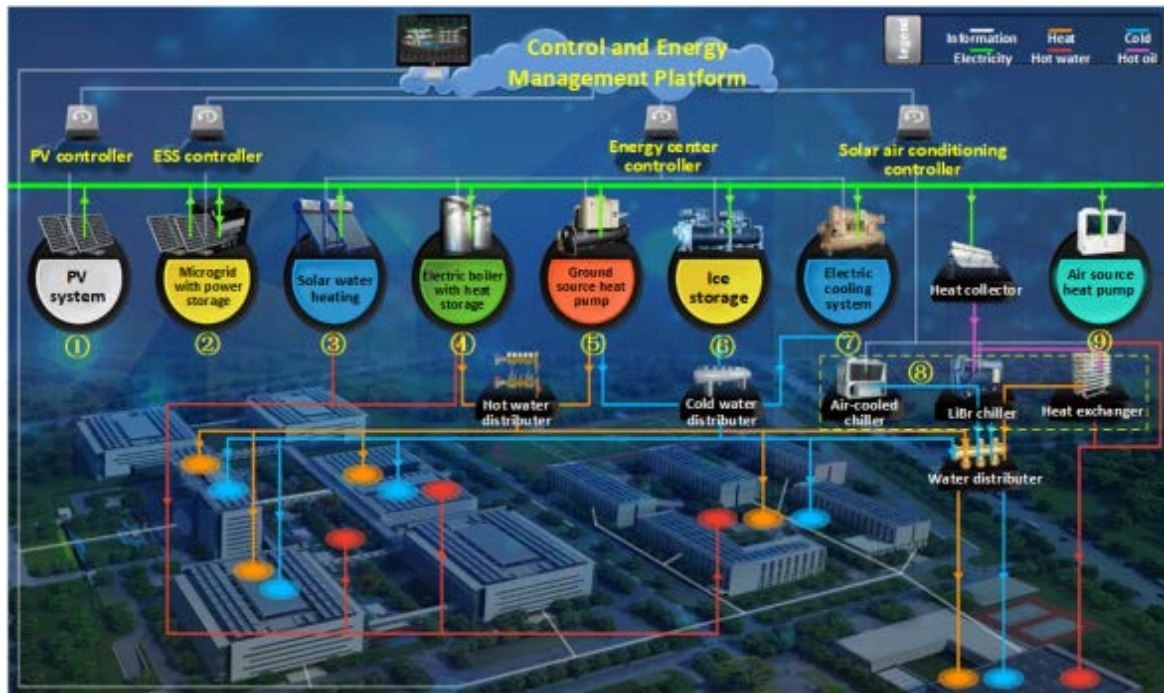 Control and Energy
Management Platform
legend
Information
Heat
Cold
Electricity
Hot water
Hot oil
PV controller
ESS controller
Energy center
controller
Solar air conditioning
controller
PV
system
Microgrid
with power
storage
Solar water
heating
Electric boiler
with heat
storage
Ground
source heat
pump
Ice
storage
Electric
cooling
system
Heat collector
Air source
heat pump
①
②
③
④
⑤
⑥
⑦
⑧
⑨
Hot water
distributer
Cold water
distributer
Air-cooled
chiller
LiBr chiller
Heat exchanger
Water distributer